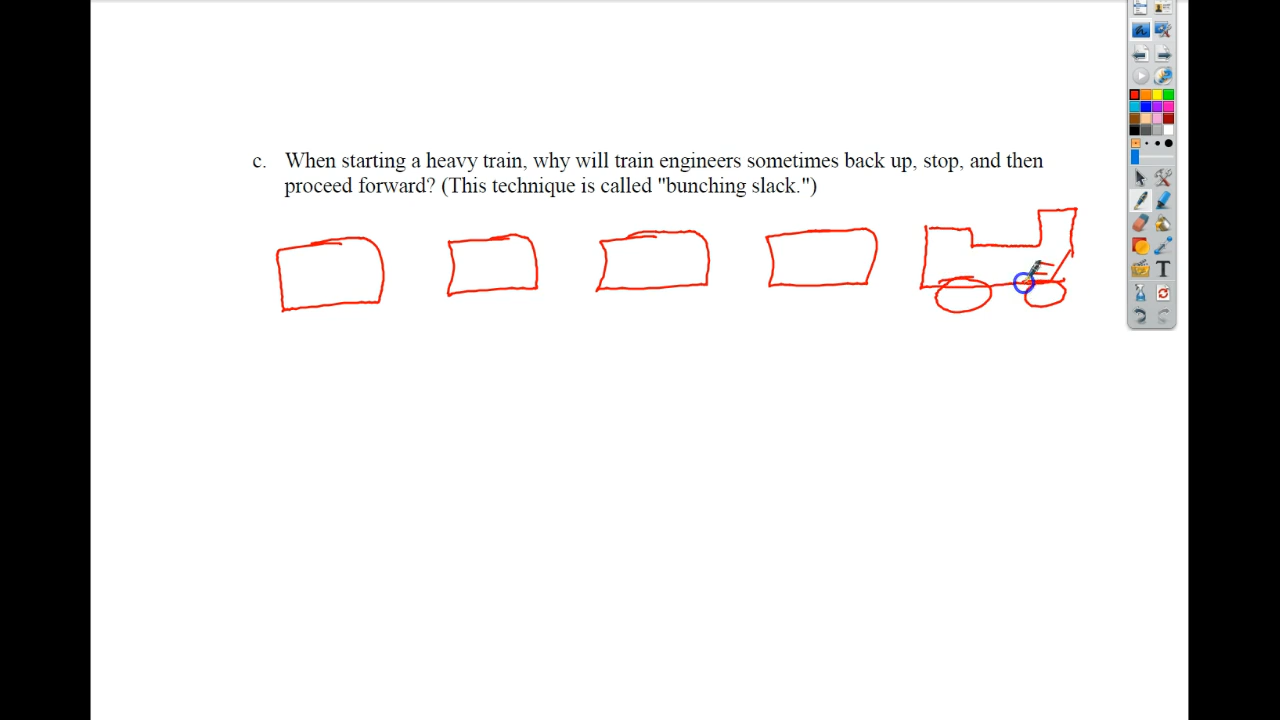 c. When starting a heavy train, why will train engineers sometimes back up, stop, and then
proceed forward? (This technique is called "bunching slack.")